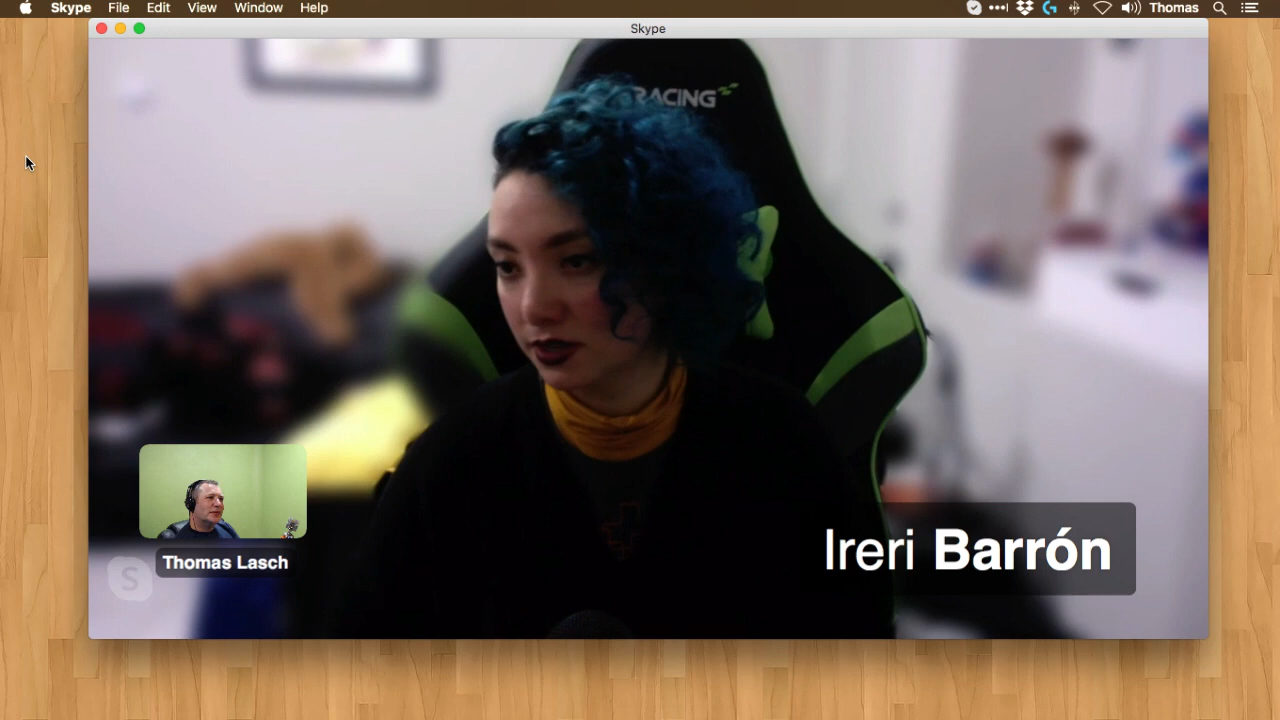 Skype File Edit View Window Help Thomas
Skype
RACING
Thomas Lasch
S
Ireri Barrón